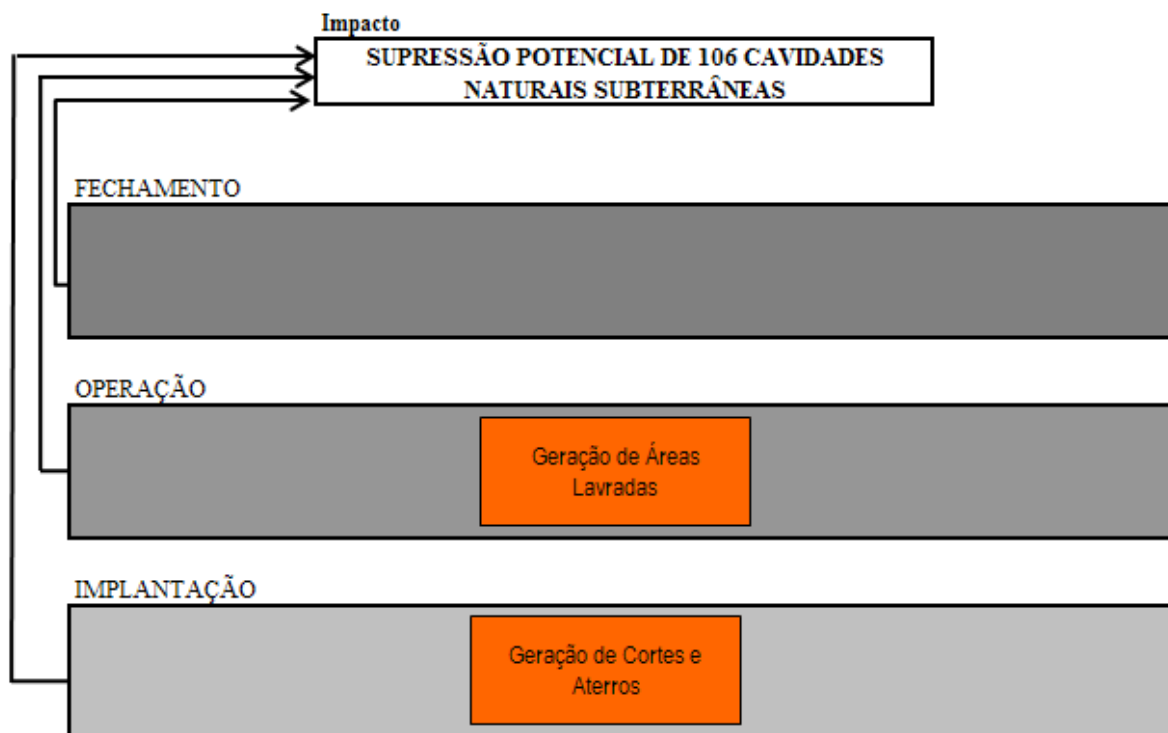 Impacto
SUPRESSÃO POTENCIAL DE 106 CAVIDADES
NATURAIS SUBTERRÂNEAS
FECHAMENTO
OPERAÇÃO
Geração de Áreas
Lavradas
IMPLANTAÇÃO
Geração de Cortes e
Aterros